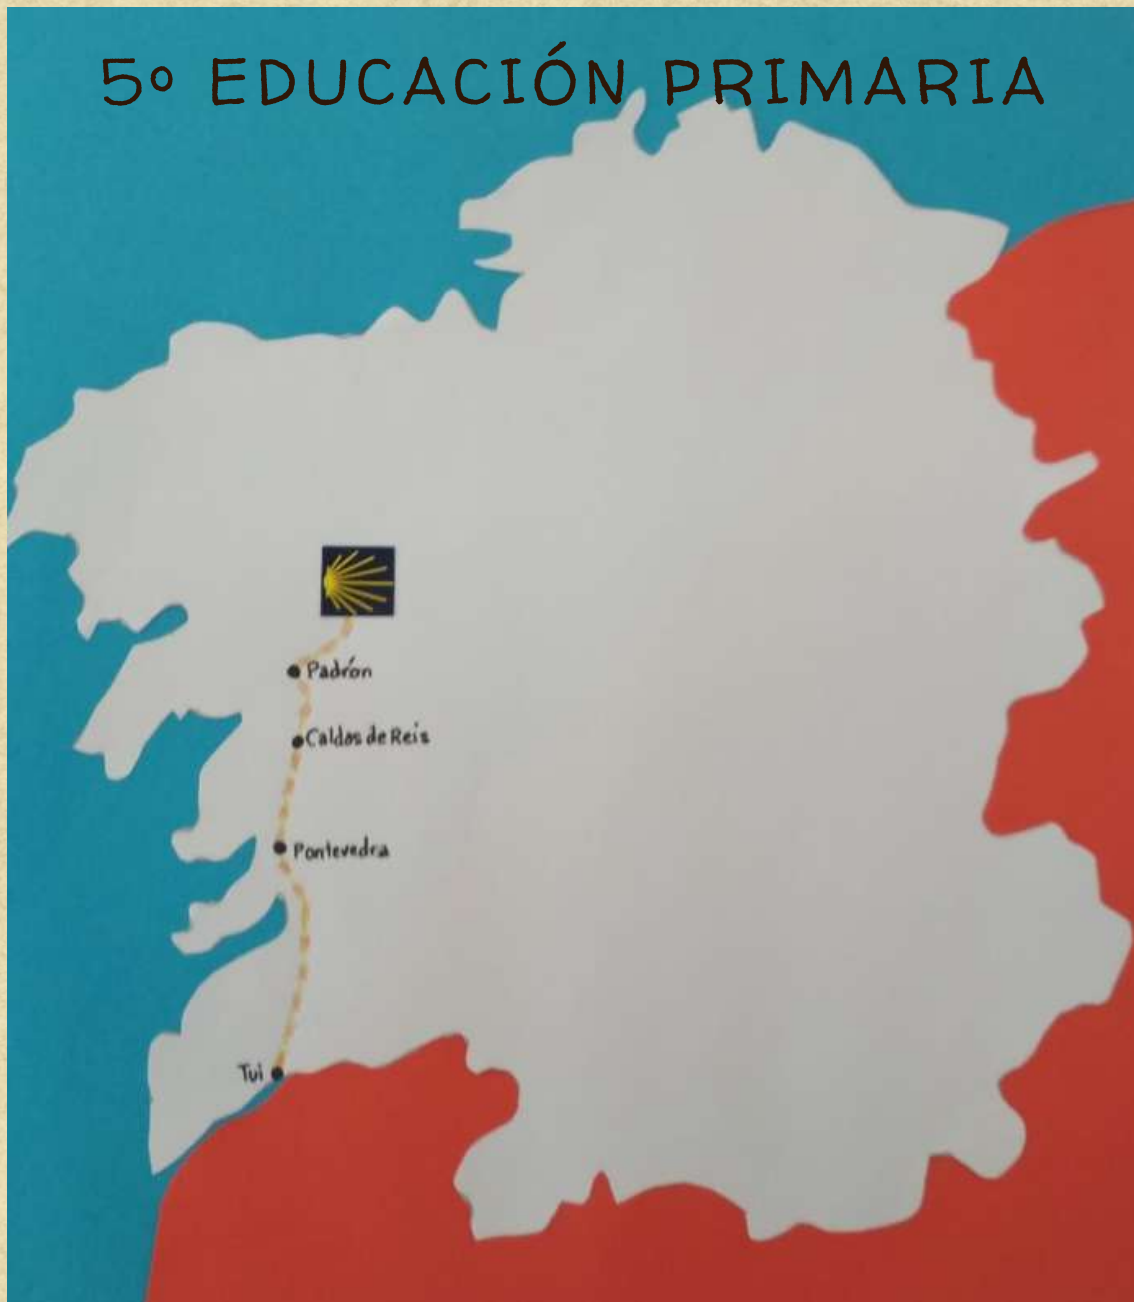 5º EDUCACIÓN PRIMARIA
Padrón
Caldas de Reis
Pontevedra
Tui